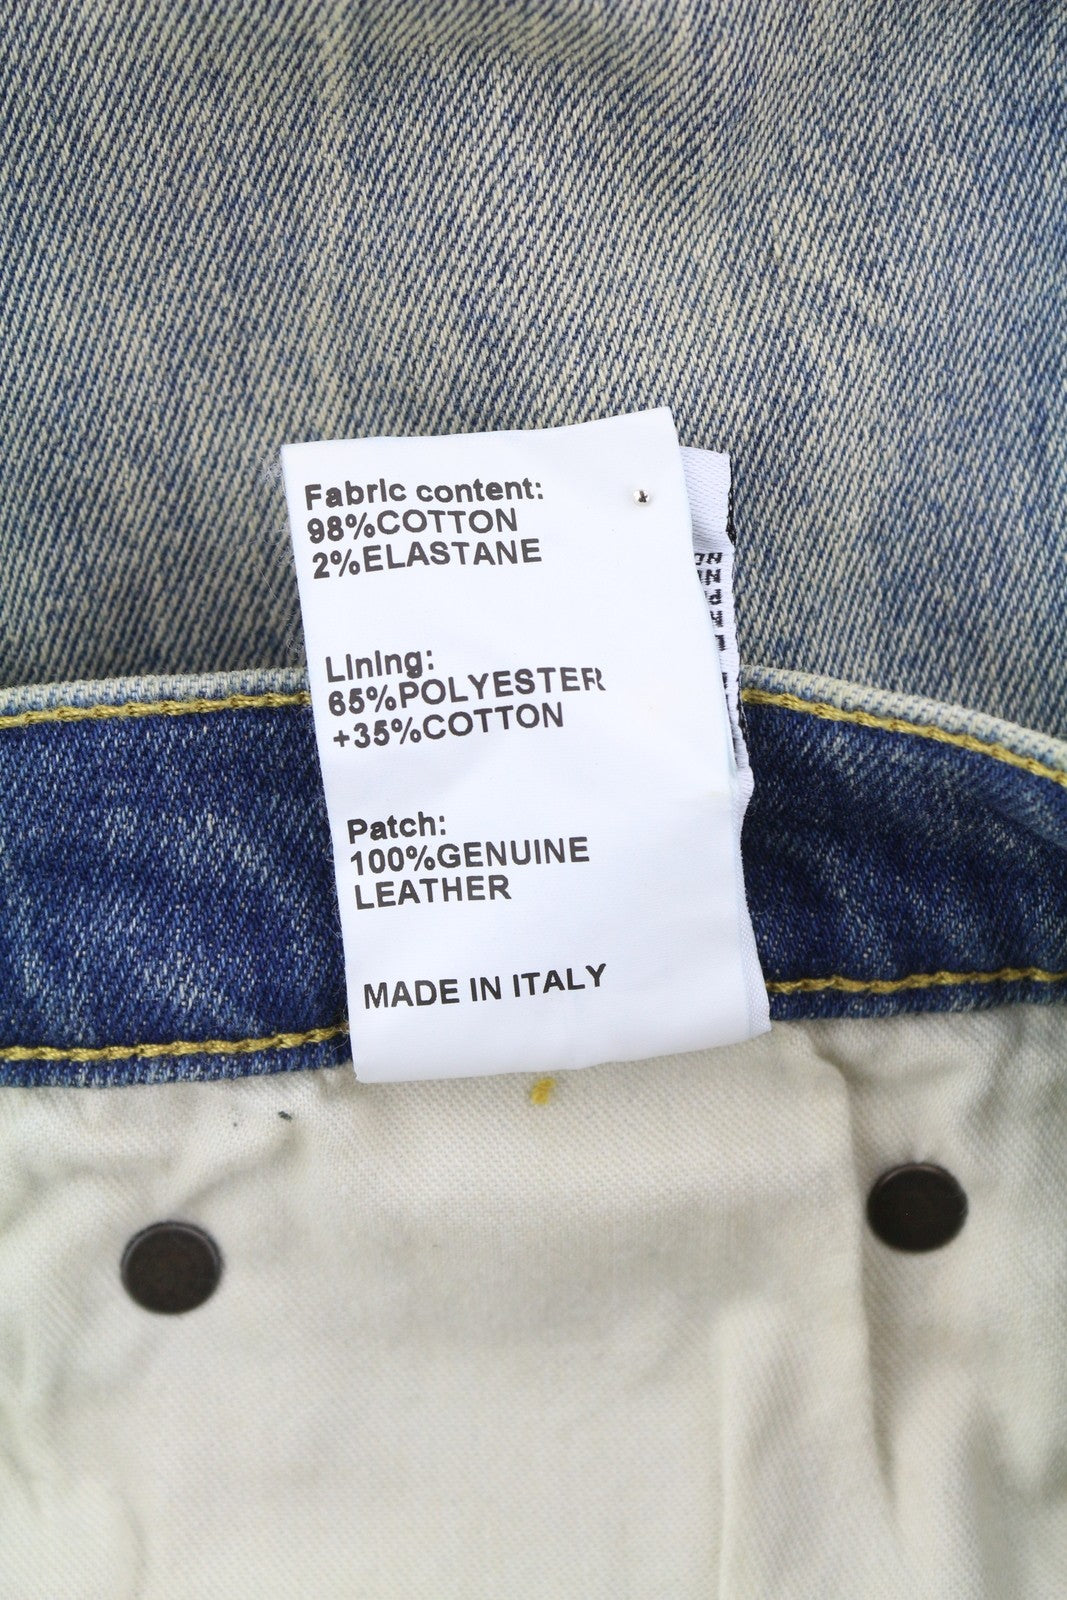 Fabric content:
98%COTTON
2%ELASTANE
Lining:
65%POLYESTER
+35%COTTON
Patch:
100%GENUINE
LEATHER
MADE IN ITALY